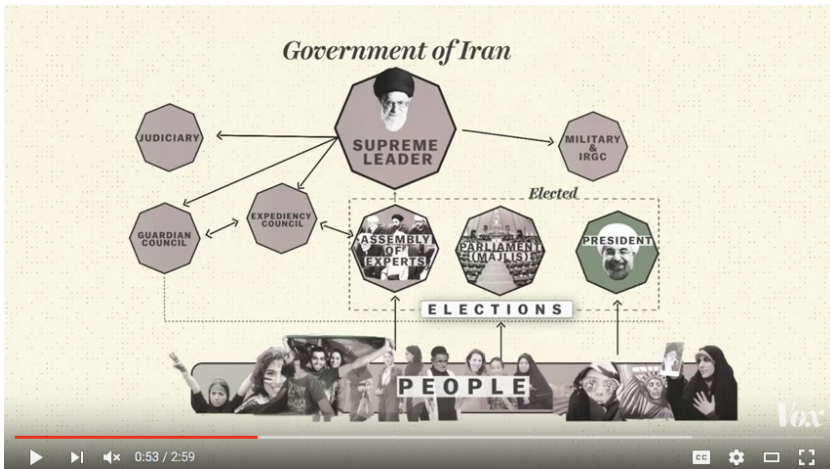 Government of Iran
JUDICIARY
SUPREME
LEADER
MILITARY
&
IRGC
Elected
GUARDIAN
COUNCIL
EXPEDIENCY
COUNCIL
ASSEMBLY
OF
EXPERTS
PARLIAMENT
(MAJLIS)
PRESIDENT
ELECTIONS
PEOPLE
Vox
0:53 / 2:59
CC